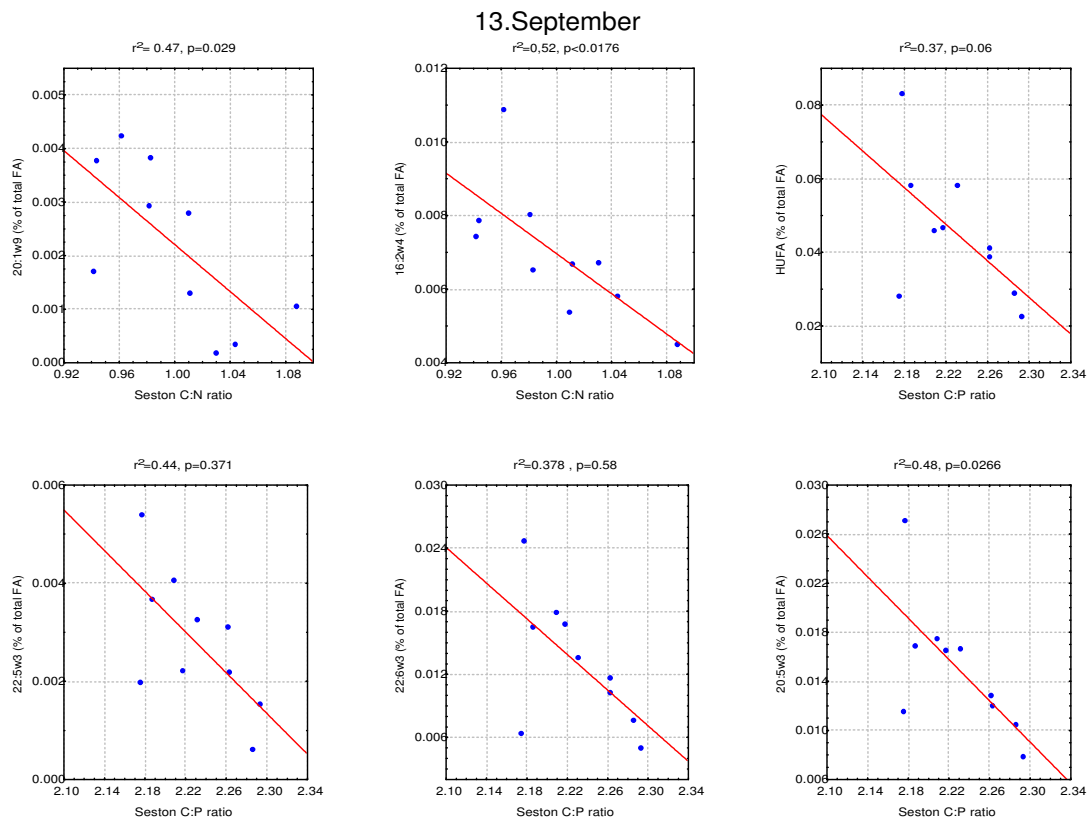 13.September
r²= 0.47, p=0.029
0.005
0.004
0.003
0.002
0.001
0.000
20:1w9 (% of total FA)
0.92 0.96 1.00 1.04 1.08
Seston C:N ratio
r²=0,52, p<0.0176
0.012
0.010
0.008
0.006
0.004
16:2w4 (% of total FA)
0.92 0.96 1.00 1.04 1.08
Seston C:N ratio
r²=0.37, p=0.06
0.08
0.06
0.04
0.02
HUFA (% of total FA)
2.10 2.14 2.18 2.22 2.26 2.30 2.34
Seston C:P ratio
r²=0.44, p=0.371
0.006
0.004
0.002
0.000
22:5w3 (% of total FA)
2.10 2.14 2.18 2.22 2.26 2.30 2.34
Seston C:P ratio
r²=0.378 , p=0.58
0.030
0.024
0.018
0.012
0.006
22:6w3 (% of total FA)
2.10 2.14 2.18 2.22 2.26 2.30 2.34
Seston C:P ratio
r²=0.48, p=0.0266
0.030
0.026
0.022
0.018
0.014
0.010
0.006
20:5w3 (% of total FA)
2.10 2.14 2.18 2.22 2.26 2.30 2.34
Seston C:P ratio